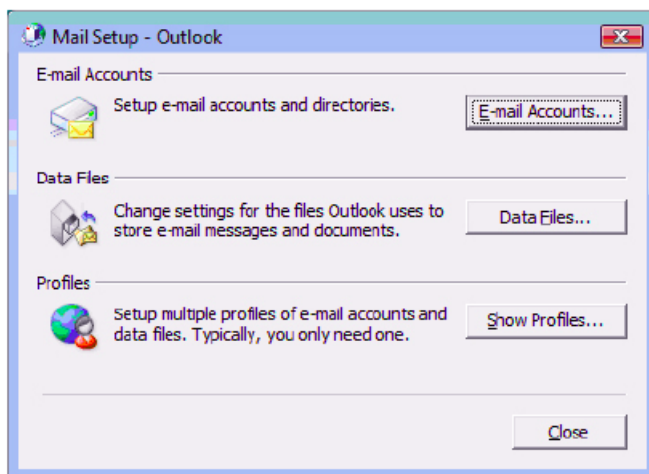 Mail Setup - Outlook
E-mail Accounts
Setup e-mail accounts and directories.
E-mail Accounts...
Data Files
Change settings for the files Outlook uses to
store e-mail messages and documents.
Data Files...
Profiles
Setup multiple profiles of e-mail accounts and
data files. Typically, you only need one.
Show Profiles...
Close